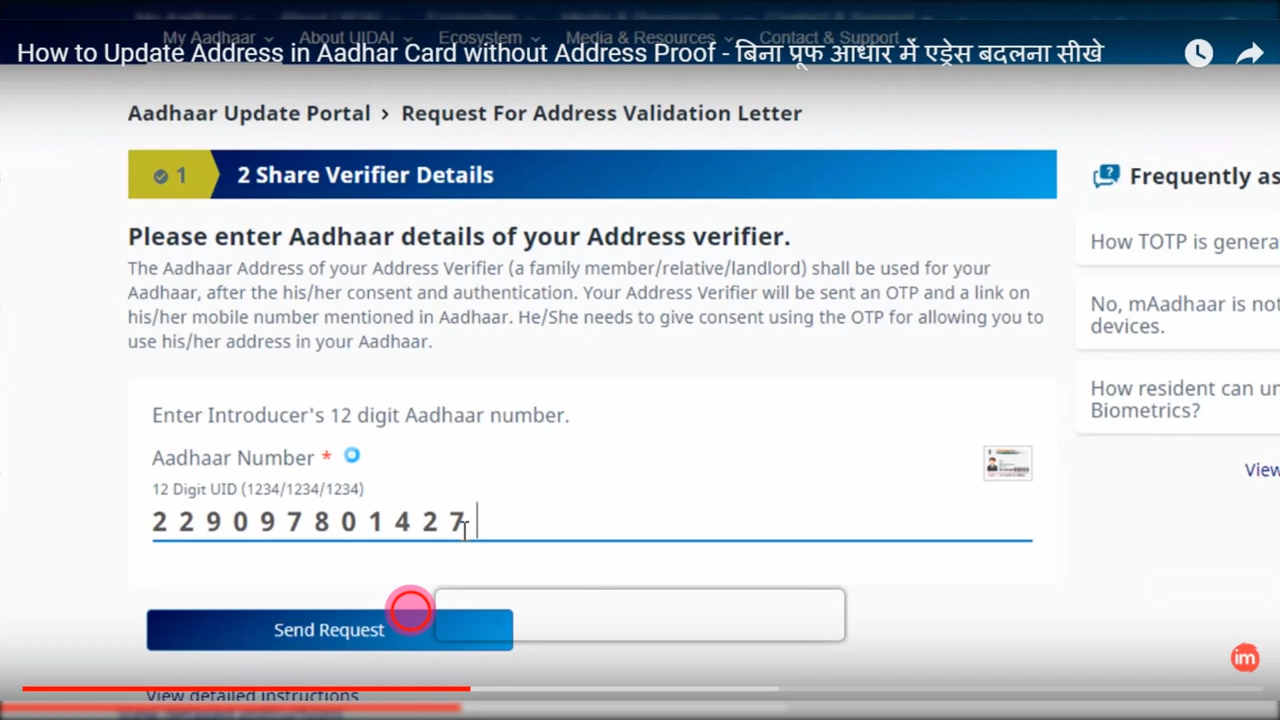 My Aadhaar About UIDAI Ecosystem Media & Resources Contact & Support
How to Update Address in Aadhar Card without Address Proof - बिना प्रूफ आधार में एड्रेस बदलना सीखे
Aadhaar Update Portal > Request For Address Validation Letter
1 2 Share Verifier Details
Frequently as
Please enter Aadhaar details of your Address verifier.
The Aadhaar Address of your Address Verifier (a family member/relative/landlord) shall be used for your
Aadhaar, after the his/her consent and authentication. Your Address Verifier will be sent an OTP and a link on
his/her mobile number mentioned in Aadhaar. He/She needs to give consent using the OTP for allowing you to
use his/her address in your Aadhaar.
How TOTP is genera
No, mAadhaar is not
devices.
How resident can un
Biometrics?
View
Enter Introducer's 12 digit Aadhaar number.
Aadhaar Number *
12 Digit UID (1234/1234/1234)
2 2 9 0 9 7 8 0 1 4 2 7
Send Request
im
View detailed instructions